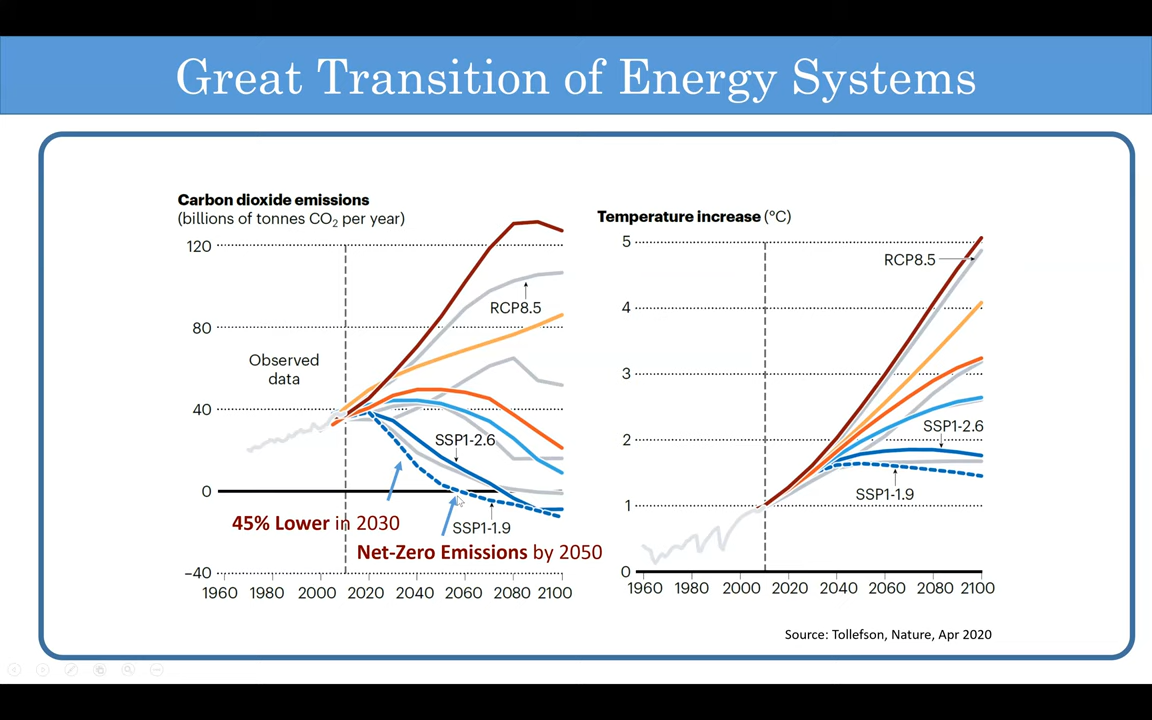 Great Transition of Energy Systems
Carbon dioxide emissions
(billions of tonnes CO₂ per year)
120
80
40
0
−40
Observed
data
RCP8.5
SSP1-2.6
SSP1-1.9
45% Lower in 2030
Net-Zero Emissions by 2050
1960 1980 2000 2020 2040 2060 2080 2100
Temperature increase (°C)
5
4
3
2
1
0
RCP8.5
SSP1-2.6
SSP1-1.9
1960 1980 2000 2020 2040 2060 2080 2100
Source: Tollefson, Nature, Apr 2020